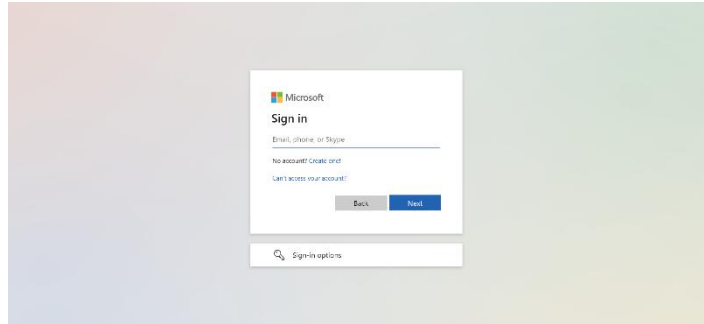 Microsoft
Sign in
Email, phone, or Skype
No account? Create one!
Can't access your account?
Back Next
Sign-in options